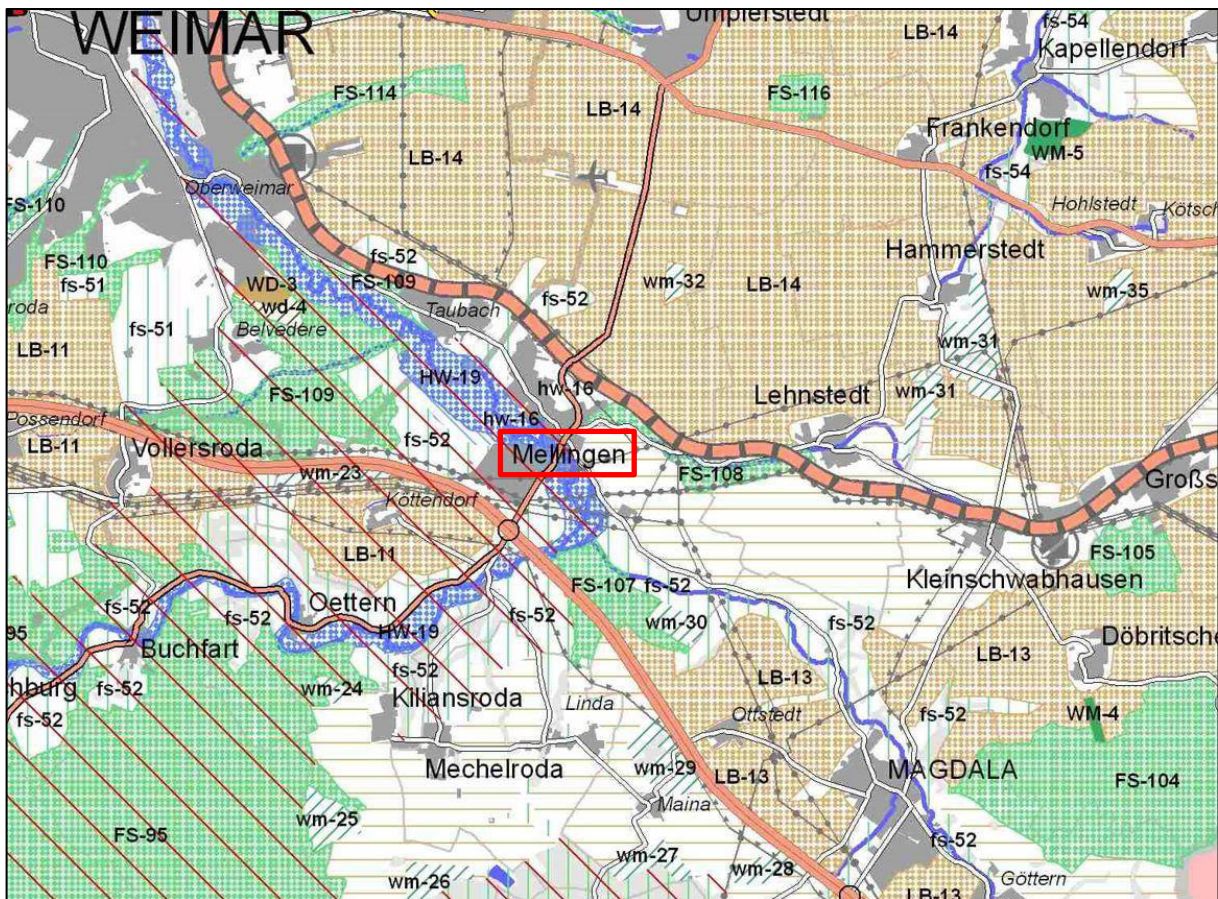 WEIMAR
Umpferstedt
fs-54
LB-14
Kapellendorf
FS-114
LB-14
FS-116
Frankendorf
WM-5
LB-14
fs-54
Oberweimar
FS-110
Hohlstedt
Kötsch
FS-110
fs-52
Hammerstedt
fs-51
WD-3
FS-109
wm-32
LB-14
roda
wd-4
fs-52
wm-35
fs-51
Belvedere
Taubach
LB-11
wm-31
HW-19
FS-109
hw-16
wm-31
Lehnstedt
Possendorf
hw-16
LB-11
Vollersroda
fs-52
Mellingen
wm-23
FS-108
Großs
Köttendorf
LB-11
FS-105
FS-107
fs-52
Kleinschwabhausen
fs-52
Oettern
fs-52
wm-30
95
HW-19
fs-52
Döbritsche
Buchfart
LB-13
fs-52
LB-13
chburg
fs-52
wm-24
Kiliansroda
Linda
fs-52
fs-52
Ottstedt
WM-4
Mechelroda
wm-29
LB-13
MAGDALA
FS-104
Maina
wm-25
FS-95
fs-52
wm-27
wm-28
wm-26
Göttern
LB-13